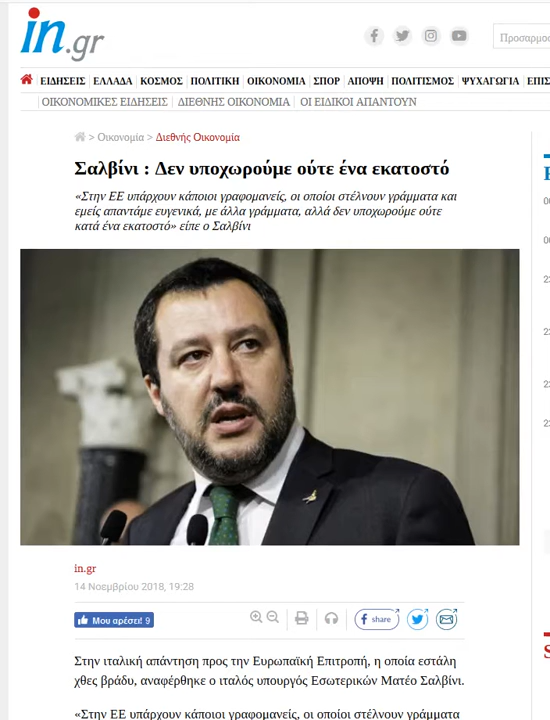 in.gr
Προσαρμοσ
ΕΙΔΗΣΕΙΣ ΕΛΛΑΔΑ ΚΟΣΜΟΣ ΠΟΛΙΤΙΚΗ ΟΙΚΟΝΟΜΙΑ ΣΠΟΡ ΑΠΟΨΗ ΠΟΛΙΤΙΣΜΟΣ ΨΥΧΑΓΩΓΙΑ ΕΠΙΣ
ΟΙΚΟΝΟΜΙΚΕΣ ΕΙΔΗΣΕΙΣ ΔΙΕΘΝΗΣ ΟΙΚΟΝΟΜΙΑ ΟΙ ΕΙΔΙΚΟΙ ΑΠΑΝΤΟΥΝ
> Οικονομία > Διεθνής Οικονομία
Σαλβίνι : Δεν υποχωρούμε ούτε ένα εκατοστό
«Στην ΕΕ υπάρχουν κάποιοι γραφομανείς, οι οποίοι στέλνουν γράμματα και
εμείς απαντάμε ευγενικά, με άλλα γράμματα, αλλά δεν υποχωρούμε ούτε
κατά ένα εκατοστό» είπε ο Σαλβίνι
in.gr
14 Νοεμβρίου 2018, 19:28
Μου αρέσει! 9
share
Στην ιταλική απάντηση προς την Ευρωπαϊκή Επιτροπή, η οποία εστάλη
χθες βράδυ, αναφέρθηκε ο ιταλός υπουργός Εσωτερικών Ματέο Σαλβίνι.
«Στην ΕΕ υπάρχουν κάποιοι γραφομανείς, οι οποίοι στέλνουν γράμματα